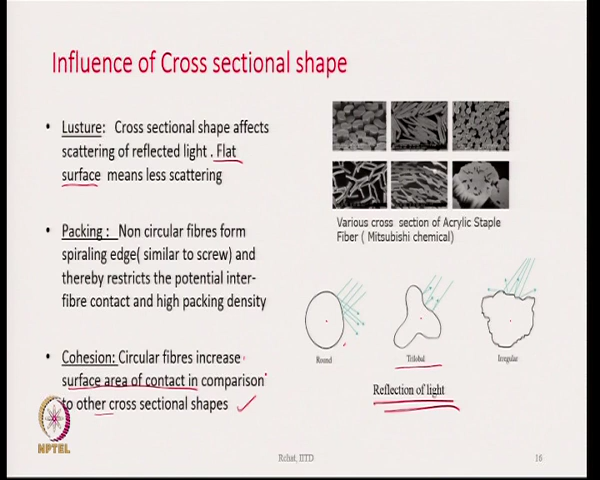 Influence of Cross sectional shape
• Lusture: Cross sectional shape affects
scattering of reflected light . Flat
surface means less scattering
• Packing : Non circular fibres form
spiraling edge( similar to screw) and
thereby restricts the potential inter-
fibre contact and high packing density
• Cohesion: Circular fibres increase
surface area of contact in comparison
to other cross sectional shapes
Various cross section of Acrylic Staple
Fiber ( Mitsubishi chemical)
Round
Trilobal
Irregular
Reflection of light
NPTEL
Rchat, IITD
16